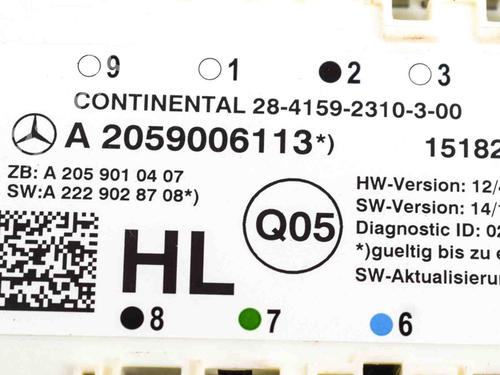 9 1 2 3
CONTINENTAL 28-4159-2310-3-00
A 2059006113*) 15182
ZB: A 205 901 04 07
SW:A 222 902 87 08*)
HW-Version: 12/
SW-Version: 14/
Diagnostic ID: 02
*)gueltig bis zu
SW-Aktualisierun
Q05
HL
8 7 6